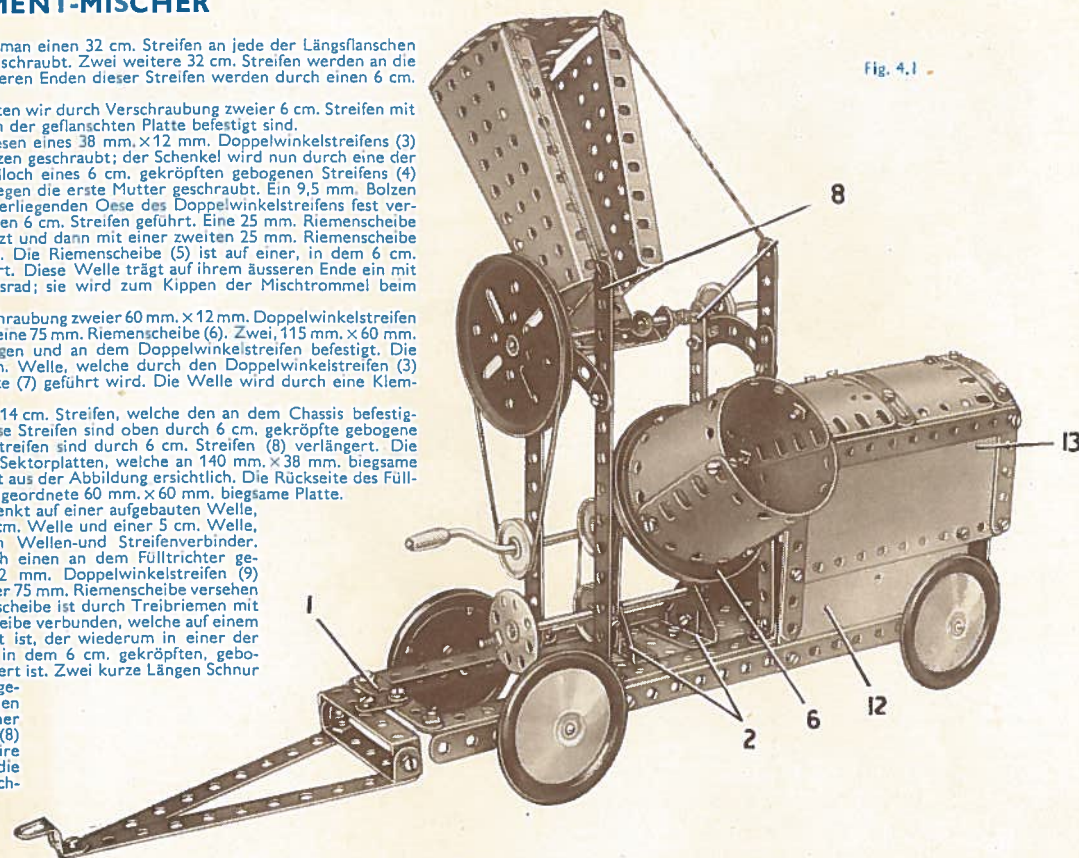 MENT-MISCHER
man einen 32 cm. Streifen an jede der Längsflanschen
schraubt. Zwei weitere 32 cm. Streifen werden an die
eren Enden dieser Streifen werden durch einen 6 cm.
ten wir durch Verschraubung zweier 6 cm. Streifen mit
n der geflanschten Platte befestigt sind.
esen eines 38 mm.×12 mm. Doppelwinkelstreifens (3)
zen geschraubt; der Schenkel wird nun durch eine der
iloch eines 6 cm. gekröpften gebogenen Streifens (4)
egen die erste Mutter geschraubt. Ein 9,5 mm. Bolzen
erliegenden Oese des Doppelwinkelstreifens fest ver-
en 6 cm. Streifen geführt. Eine 25 mm. Riemenscheibe
zt und dann mit einer zweiten 25 mm. Riemenscheibe
. Die Riemenscheibe (5) ist auf einer, in dem 6 cm.
rt. Diese Welle trägt auf ihrem äusseren Ende ein mit
srad; sie wird zum Kippen der Mischtrommel beim
hraubung zweier 60 mm. × 12 mm. Doppelwinkelstreifen
eine 75 mm. Riemenscheibe (6). Zwei, 115 mm. × 60 mm.
gen und an dem Doppelwinkelstreifen befestigt. Die
n. Welle, welche durch den Doppelwinkelstreifen (3)
te (7) geführt wird. Die Welle wird durch eine Klem-
14 cm. Streifen, welche den an dem Chassis befestig-
se Streifen sind oben durch 6 cm. gekröpfte gebogene
treifen sind durch 6 cm. Streifen (8) verlängert. Die
Sektorplatten, welche an 140 mm. × 38 mm. biegsame
t aus der Abbildung ersichtlich. Die Rückseite des Füll-
geordnete 60 mm. × 60 mm. biegsame Platte.
enkt auf einer aufgebauten Welle,
cm. Welle und einer 5 cm. Welle,
n Wellen-und Streifenverbinder.
h einen an dem Fülltrichter ge-
2 mm. Doppelwinkelstreifen (9)
er 75 mm. Riemenscheibe versehen
scheibe ist durch Treibriemen mit
eibe verbunden, welche auf einem
t ist, der wiederum in einer der
in dem 6 cm. gekröpften, gebo-
ert ist. Zwei kurze Längen Schnur
ge-
en
ner
(8)
ire
die
ch-
Fig. 4.1
8
13
1
2
6
12